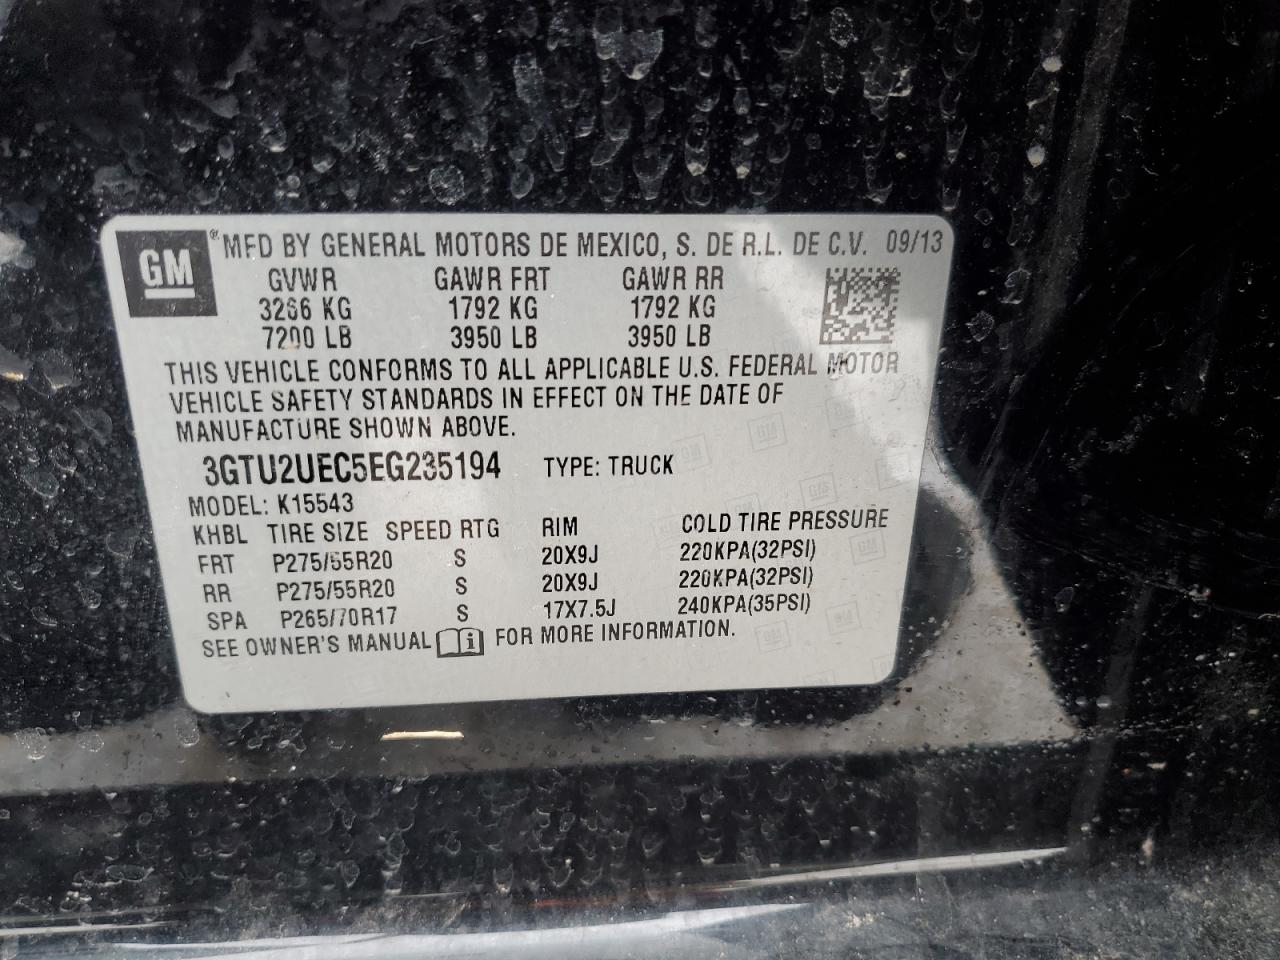 GM ® MFD BY GENERAL MOTORS DE MEXICO, S. DE R.L. DE C.V. 09/13
GVWR GAWR FRT GAWR RR
3266 KG 1792 KG 1792 KG
7200 LB 3950 LB 3950 LB
THIS VEHICLE CONFORMS TO ALL APPLICABLE U.S. FEDERAL MOTOR
VEHICLE SAFETY STANDARDS IN EFFECT ON THE DATE OF
MANUFACTURE SHOWN ABOVE.
3GTU2UEC5EG235194 TYPE: TRUCK
MODEL: K15543
KHBL TIRE SIZE SPEED RTG RIM COLD TIRE PRESSURE
FRT P275/55R20 S 20X9J 220KPA(32PSI)
RR P275/55R20 S 20X9J 220KPA(32PSI)
SPA P265/70R17 S 17X7.5J 240KPA(35PSI)
SEE OWNER'S MANUAL i FOR MORE INFORMATION.